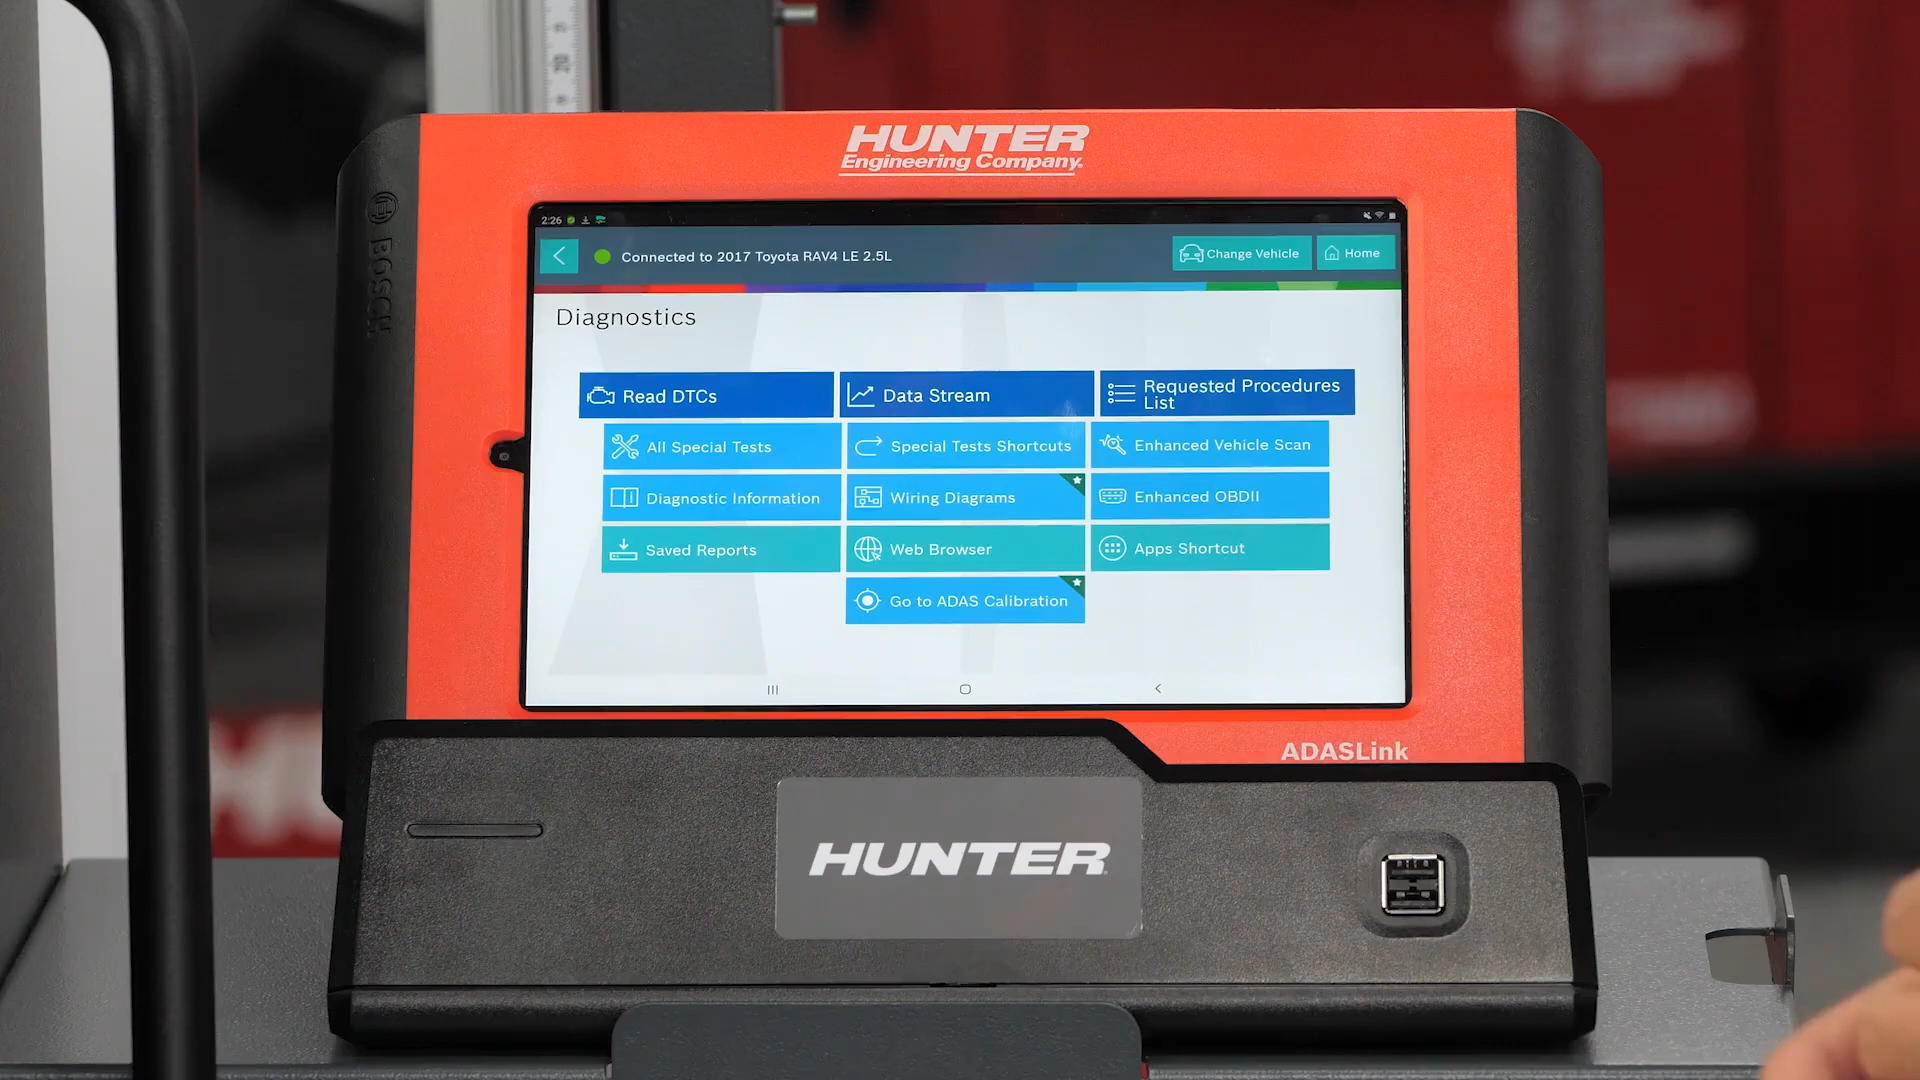 20
HUNTER
Engineering Company.
BOSCH
2:26
Connected to 2017 Toyota RAV4 LE 2.5L
Change Vehicle
Home
Diagnostics
Read DTCs
Data Stream
Requested Procedures
List
All Special Tests
Special Tests Shortcuts
Enhanced Vehicle Scan
Diagnostic Information
Wiring Diagrams
Enhanced OBDII
Saved Reports
Web Browser
Apps Shortcut
Go to ADAS Calibration
ADASLink
HUNTER